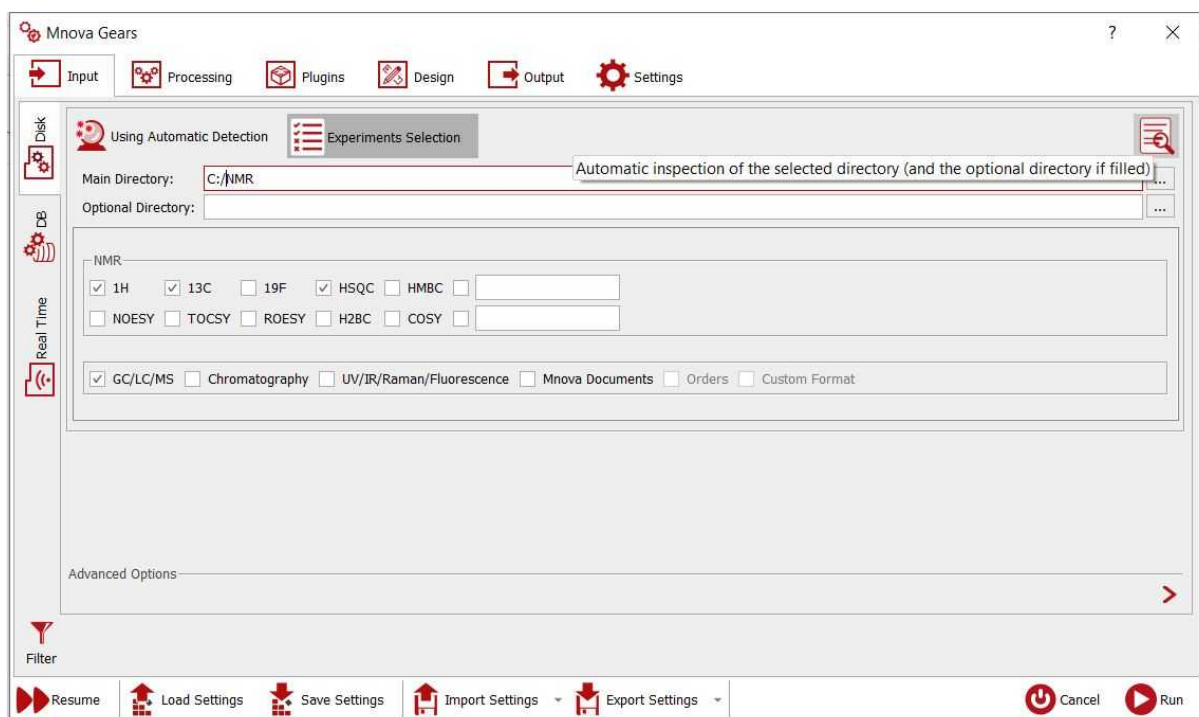 Mnova Gears ?
Input Processing Plugins Design Output Settings
Disk
DB
Real Time
Using Automatic Detection Experiments Selection
Automatic inspection of the selected directory (and the optional directory if filled)
Main Directory: C:/NMR ...
Optional Directory: ...
NMR
1H 13C 19F HSQC HMBC
NOESY TOCSY ROESY H2BC COSY
GC/LC/MS Chromatography UV/IR/Raman/Fluorescence Mnova Documents Orders Custom Format
Advanced Options
Filter
Resume Load Settings Save Settings Import Settings Export Settings Cancel Run